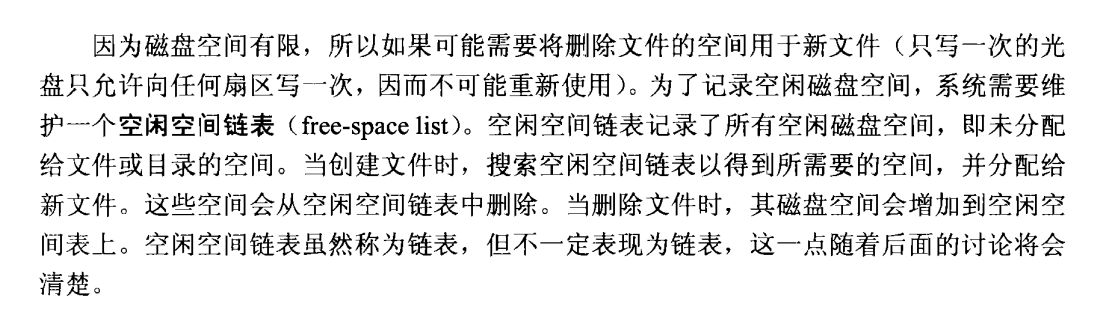 因为磁盘空间有限，所以如果可能需要将删除文件的空间用于新文件（只写一次的光
盘只允许向任何扇区写一次，因而不可能重新使用）。为了记录空闲磁盘空间，系统需要维
护一个空闲空间链表（free-space list）。空闲空间链表记录了所有空闲磁盘空间，即未分配
给文件或目录的空间。当创建文件时，搜索空闲空间链表以得到所需要的空间，并分配给
新文件。这些空间会从空闲空间链表中删除。当删除文件时，其磁盘空间会增加到空闲空
间表上。空闲空间链表虽然称为链表，但不一定表现为链表，这一点随着后面的讨论将会
清楚。